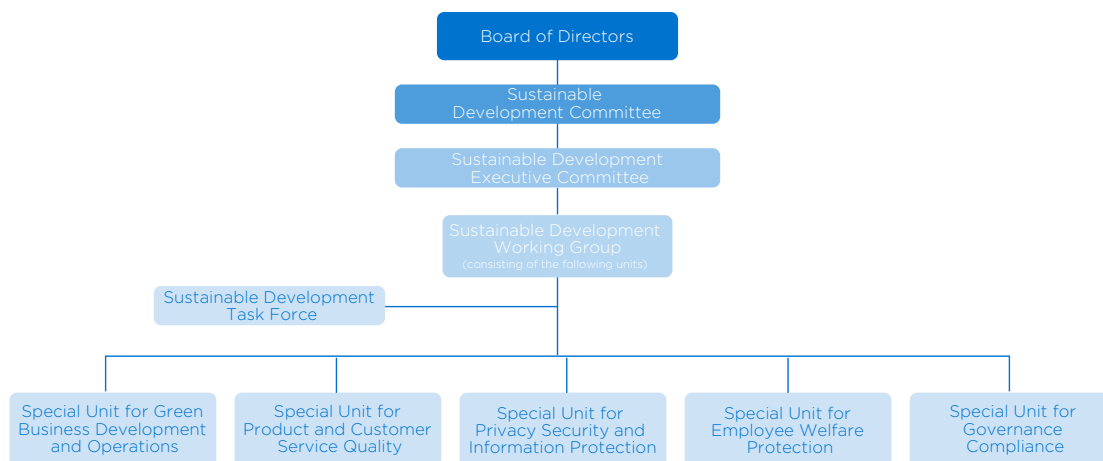 Board of Directors
Sustainable
Development Committee
Sustainable Development
Executive Committee
Sustainable Development
Working Group
(consisting of the following units)
Sustainable Development
Task Force
Special Unit for Green
Business Development
and Operations
Special Unit for
Product and Customer
Service Quality
Special Unit for
Privacy Security and
Information Protection
Special Unit for
Employee Welfare
Protection
Special Unit for
Governance
Compliance